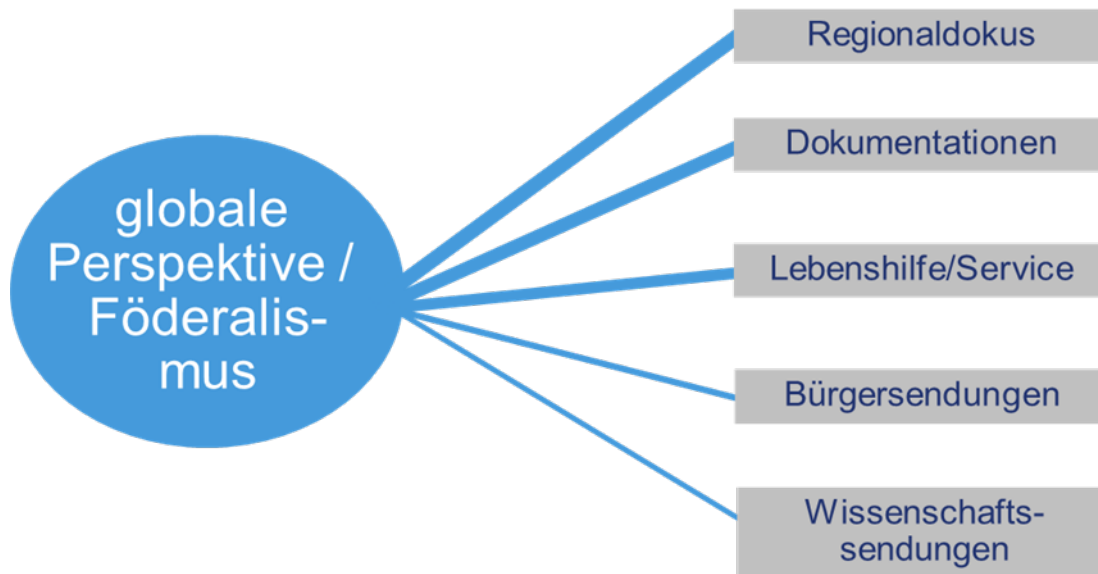 globale
Perspektive /
Föderalis-
mus
Regionaldokus
Dokumentationen
Lebenshilfe/Service
Bürgersendungen
Wissenschafts-
sendungen